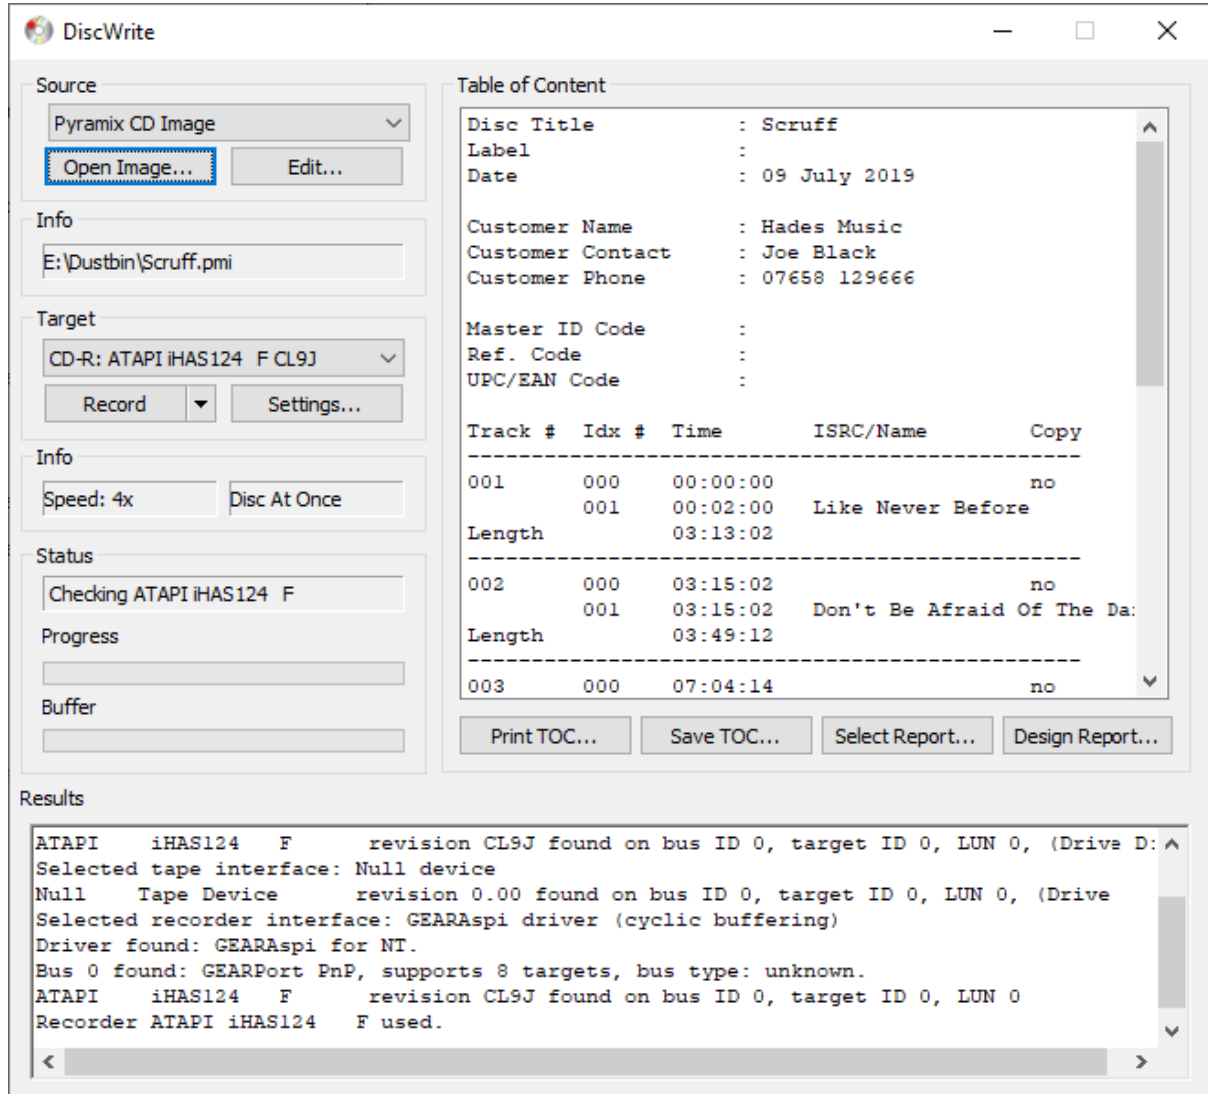 DiscWrite
Source
Pyramix CD Image
Open Image... Edit...
Info
E:\Dustbin\Scruff.pmi
Target
CD-R: ATAPI iHAS124 F CL9J
Record Settings...
Info
Speed: 4x Disc At Once
Status
Checking ATAPI iHAS124 F
Progress
Buffer
Table of Content
Disc Title : Scruff
Label :
Date : 09 July 2019
Customer Name : Hades Music
Customer Contact : Joe Black
Customer Phone : 07658 129666
Master ID Code :
Ref. Code :
UPC/EAN Code :
Track # Idx # Time ISRC/Name Copy
------------------------------------------------
001 000 00:00:00 no
001 00:02:00 Like Never Before
Length 03:13:02
------------------------------------------------
002 000 03:15:02 no
001 03:15:02 Don't Be Afraid Of The Da
Length 03:49:12
------------------------------------------------
003 000 07:04:14 no
Print TOC... Save TOC... Select Report... Design Report...
Results
ATAPI iHAS124 F revision CL9J found on bus ID 0, target ID 0, LUN 0, (Drive D:
Selected tape interface: Null device
Null Tape Device revision 0.00 found on bus ID 0, target ID 0, LUN 0, (Drive
Selected recorder interface: GEARAspi driver (cyclic buffering)
Driver found: GEARAspi for NT.
Bus 0 found: GEARPort PnP, supports 8 targets, bus type: unknown.
ATAPI iHAS124 F revision CL9J found on bus ID 0, target ID 0, LUN 0
Recorder ATAPI iHAS124 F used.